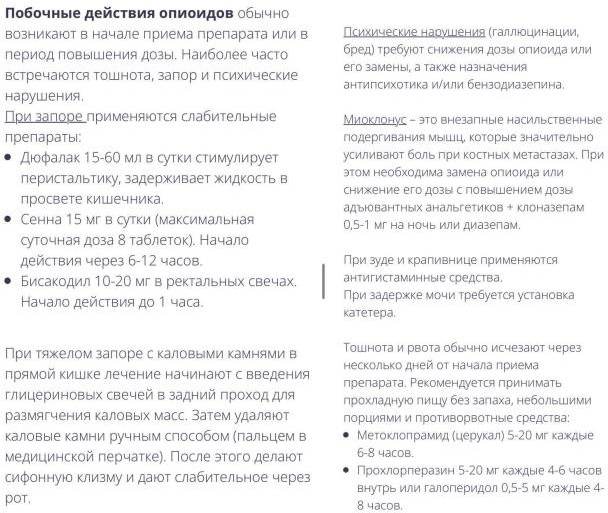 Побочные действия опиоидов обычно
возникают в начале приема препарата или в
период повышения дозы. Наиболее часто
встречаются тошнота, запор и психические
нарушения.
При запоре применяются слабительные
препараты:
• Дюфалак 15-60 мл в сутки стимулирует
перистальтику, задерживает жидкость в
просвете кишечника.
• Сенна 15 мг в сутки (максимальная
суточная доза 8 таблеток). Начало
действия через 6-12 часов.
• Бисакодил 10-20 мг в ректальных свечах.
Начало действия до 1 часа.
При тяжелом запоре с каловыми камнями в
прямой кишке лечение начинают с введения
глицериновых свечей в задний проход для
размягчения каловых масс. Затем удаляют
каловые камни ручным способом (пальцем в
медицинской перчатке). После этого делают
сифонную клизму и дают слабительное через
рот.
Психические нарушения (галлюцинации,
бред) требуют снижения дозы опиоида или
его замены, а также назначения
антипсихотика и/или бензодиазепина.
Миоклонус – это внезапные насильственные
подергивания мышц, которые значительно
усиливают боль при костных метастазах. При
этом необходима замена опиоида или
снижение его дозы с повышением дозы
адъювантных анальгетиков + клоназепам
0,5-1 мг на ночь или диазепам.
При зуде и крапивнице применяются
антигистаминные средства.
При задержке мочи требуется установка
катетера.
Тошнота и рвота обычно исчезают через
несколько дней от начала приема
препарата. Рекомендуется принимать
прохладную пищу без запаха, небольшими
порциями и противорвотные средства:
• Метоклопрамид (церукал) 5-20 мг каждые
6-8 часов.
• Прохлорперазин 5-20 мг каждые 4-6 часов
внутрь или галоперидол 0,5-5 мг каждые 4-
8 часов.